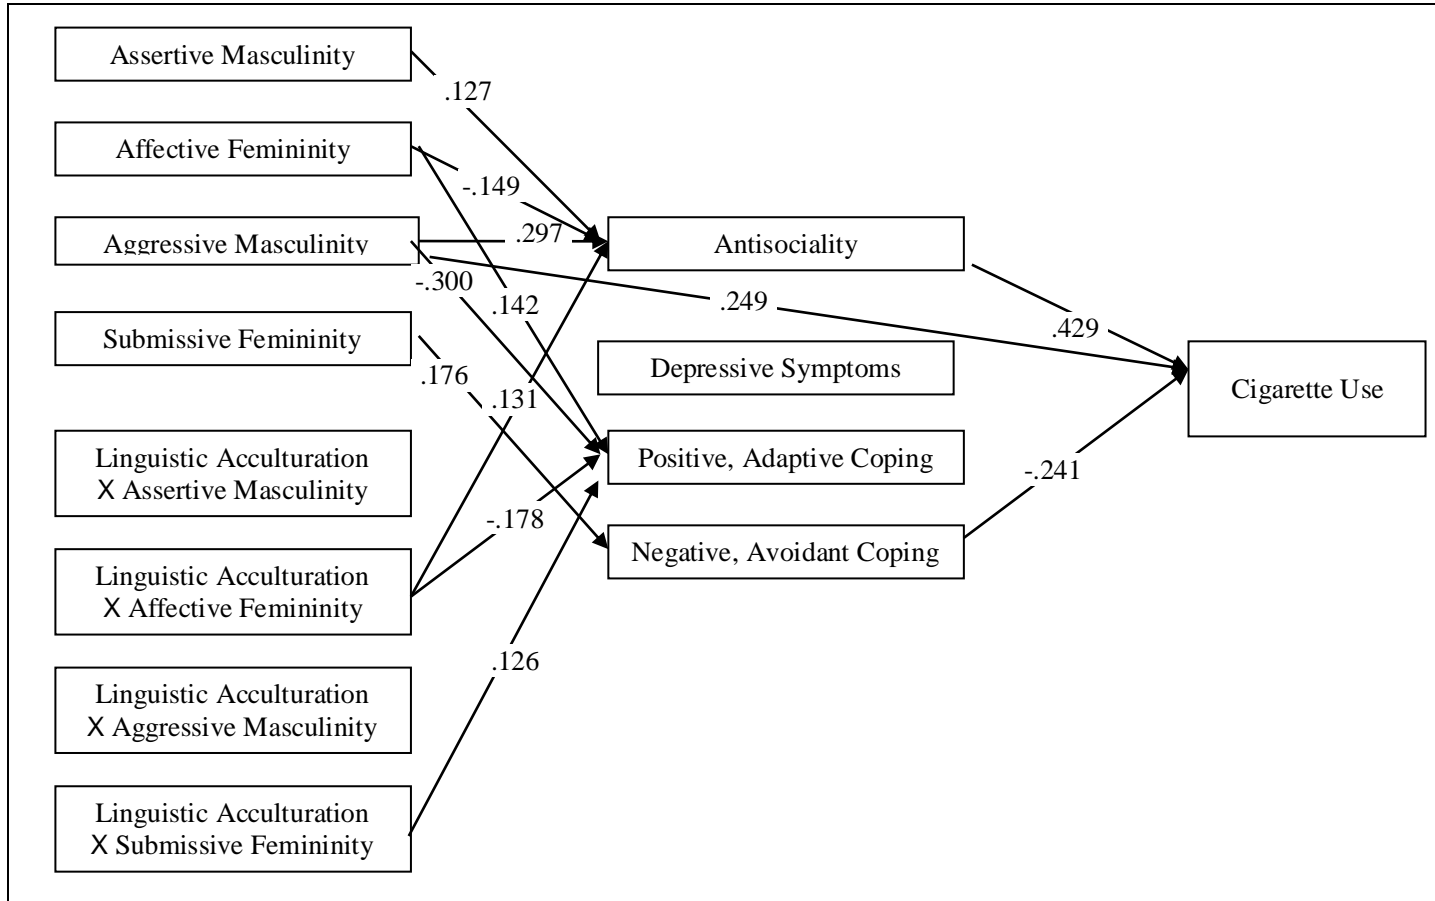 Assertive Masculinity
.127
Affective Femininity
-.149
Aggressive Masculinity
.297
Antisociality
-.300
.142
.249
Submissive Femininity
.429
.176
Depressive Symptoms
Cigarette Use
.131
Linguistic Acculturation
X Assertive Masculinity
Positive, Adaptive Coping
-.241
-.178
Negative, Avoidant Coping
Linguistic Acculturation
X Affective Femininity
.126
Linguistic Acculturation
X Aggressive Masculinity
Linguistic Acculturation
X Submissive Femininity